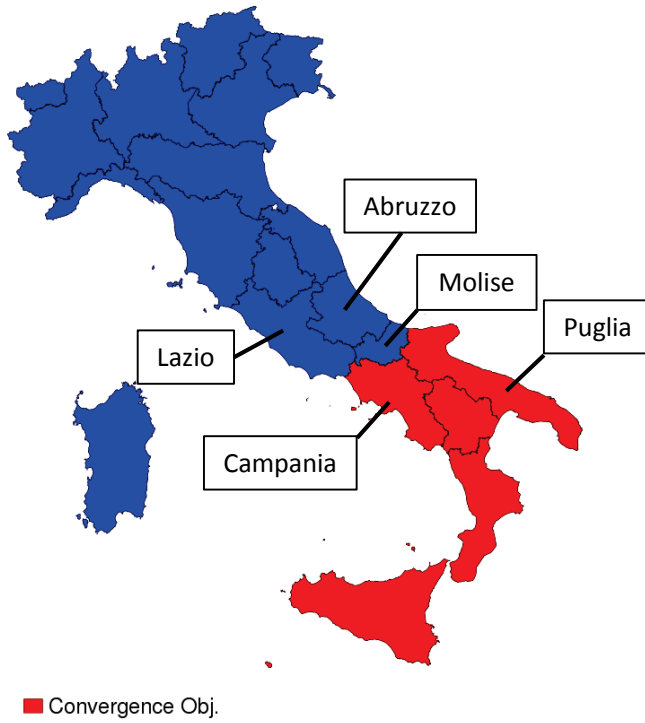 Abruzzo
Molise
Puglia
Lazio
Campania
Convergence Obj.